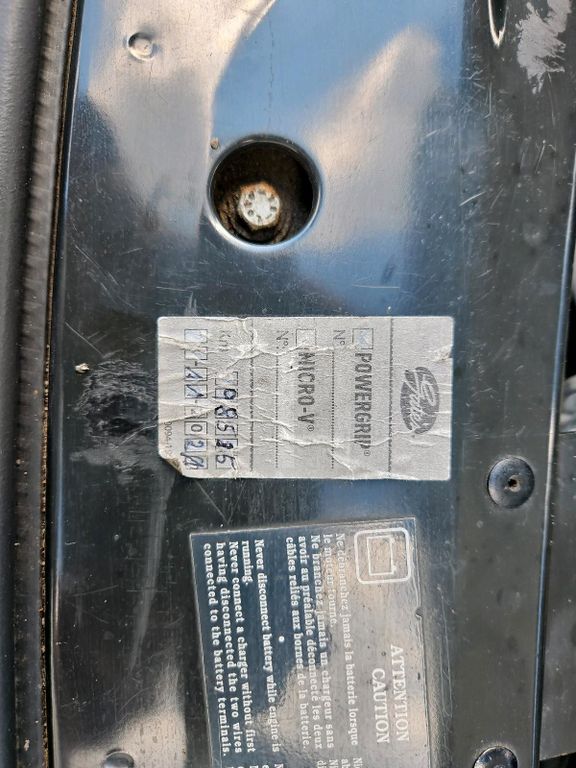 Gates
POWERGRIP®
N°
MICRO-V®
N°
Km
ATTENTION
CAUTION
Ne débranchez jamais la batterie lorsque
le moteur tourne.
Ne branchez jamais un chargeur sans
avoir au préalable déconnecté les deux
câbles reliés aux bornes de la batterie.
Never disconnect battery while engine is
running.
Never connect a charger without first
having disconnected the two wires
connected to the battery terminals.